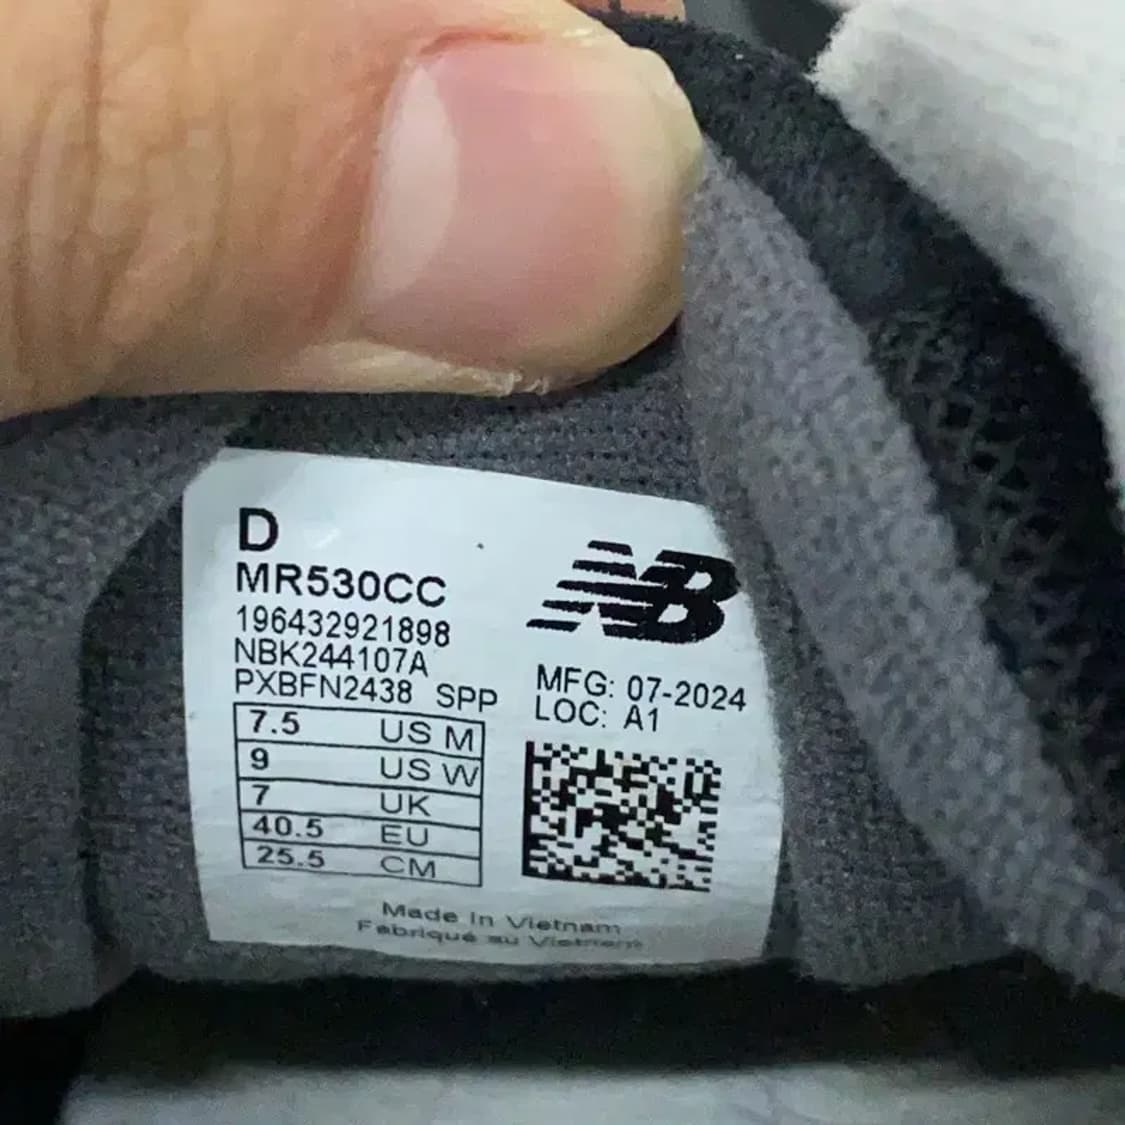 D
MR530CC
196432921898
NBK244107A
PXBFN2438 SPP
NB
MFG: 07-2024
LOC: A1
7.5 US M
9 US W
7 UK
40.5 EU
25.5 CM
Made in Vietnam
Fabriqué au Vietnam